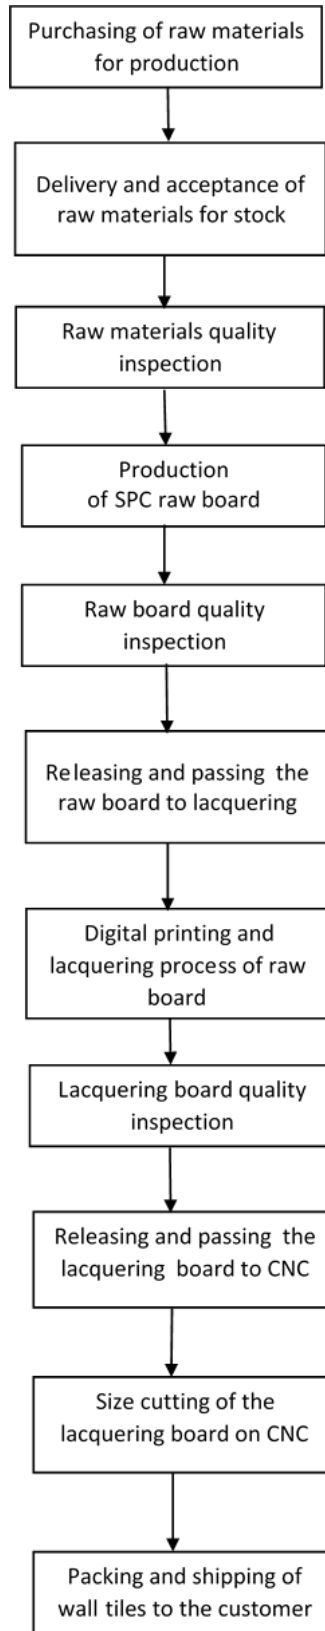 Purchasing of raw materials
for production
Delivery and acceptance of
raw materials for stock
Raw materials quality
inspection
Production
of SPC raw board
Raw board quality
inspection
Releasing and passing the
raw board to lacquering
Digital printing and
lacquering process of raw
board
Lacquering board quality
inspection
Releasing and passing the
lacquering board to CNC
Size cutting of the
lacquering board on CNC
Packing and shipping of
wall tiles to the customer